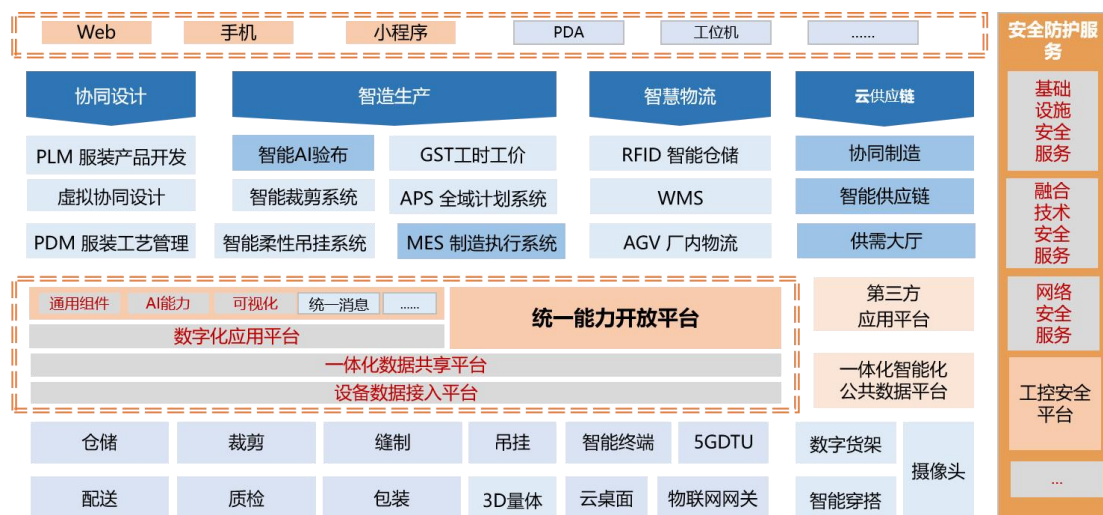 Web
手机
小程序
PDA
工位机
......
协同设计
智造生产
智慧物流
云供应链
PLM 服装产品开发
智能AI验布
GST工时工价
RFID 智能仓储
协同制造
虚拟协同设计
智能裁剪系统
APS 全域计划系统
WMS
智能供应链
PDM 服装工艺管理
智能柔性吊挂系统
MES 制造执行系统
AGV 厂内物流
供需大厅
通用组件
AI能力
可视化
统一消息
......
数字化应用平台
统一能力开放平台
一体化数据共享平台
设备数据接入平台
第三方
应用平台
一体化智能化
公共数据平台
仓储
裁剪
缝制
吊挂
智能终端
5GDTU
数字货架
摄像头
配送
质检
包装
3D量体
云桌面
物联网网关
智能穿搭
安全防护服
务
基础
设施
安全
服务
融合
技术
安全
服务
网络
安全
服务
工控安全
平台
...